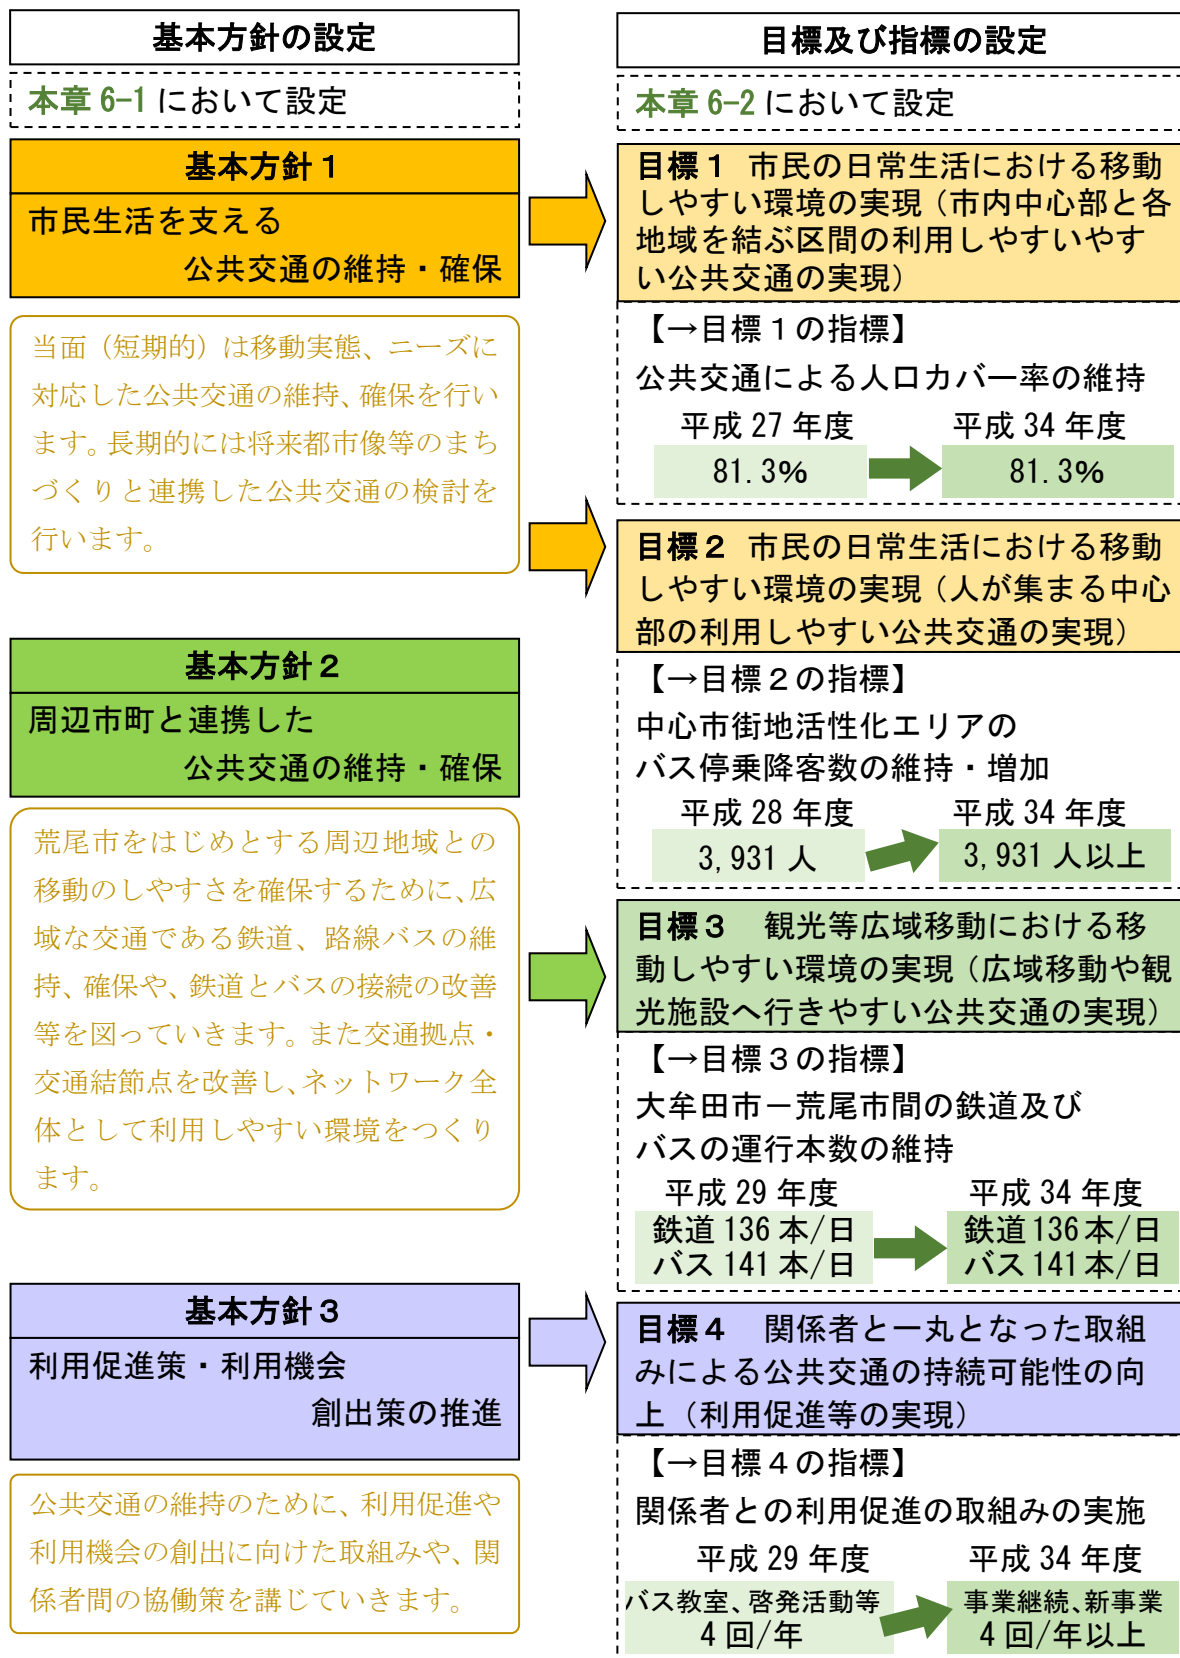 基本方針の設定
本章 6-1 において設定
基本方針１
市民生活を支える
公共交通の維持・確保
当面（短期的）は移動実態、ニーズに
対応した公共交通の維持、確保を行い
ます。長期的には将来都市像等のまち
づくりと連携した公共交通の検討を
行います。
基本方針２
周辺市町と連携した
公共交通の維持・確保
荒尾市をはじめとする周辺地域との
移動のしやすさを確保するために、広
域な交通である鉄道、路線バスの維
持、確保や、鉄道とバスの接続の改善
等を図っていきます。また交通拠点・
交通結節点を改善し、ネットワーク全
体として利用しやすい環境をつくり
ます。
基本方針３
利用促進策・利用機会
創出策の推進
公共交通の維持のために、利用促進や
利用機会の創出に向けた取組みや、関
係者間の協働策を講じていきます。
目標及び指標の設定
本章 6-2 において設定
目標１ 市民の日常生活における移動
しやすい環境の実現（市内中心部と各
地域を結ぶ区間の利用しやすいやす
い公共交通の実現）
【→目標１の指標】
公共交通による人口カバー率の維持
平成 27 年度 平成 34 年度
81.3% 81.3%
目標２ 市民の日常生活における移動
しやすい環境の実現（人が集まる中心
部の利用しやすい公共交通の実現）
【→目標２の指標】
中心市街地活性化エリアの
バス停乗降客数の維持・増加
平成 28 年度 平成 34 年度
3,931 人 3,931 人以上
目標３ 観光等広域移動における移
動しやすい環境の実現（広域移動や観
光施設へ行きやすい公共交通の実現）
【→目標３の指標】
大牟田市－荒尾市間の鉄道及び
バスの運行本数の維持
平成 29 年度 平成 34 年度
鉄道 136 本/日 鉄道 136 本/日
バス 141 本/日 バス 141 本/日
目標４ 関係者と一丸となった取組
みによる公共交通の持続可能性の向
上（利用促進等の実現）
【→目標４の指標】
関係者との利用促進の取組みの実施
平成 29 年度 平成 34 年度
バス教室、啓発活動等 事業継続、新事業
4 回/年 4 回/年以上